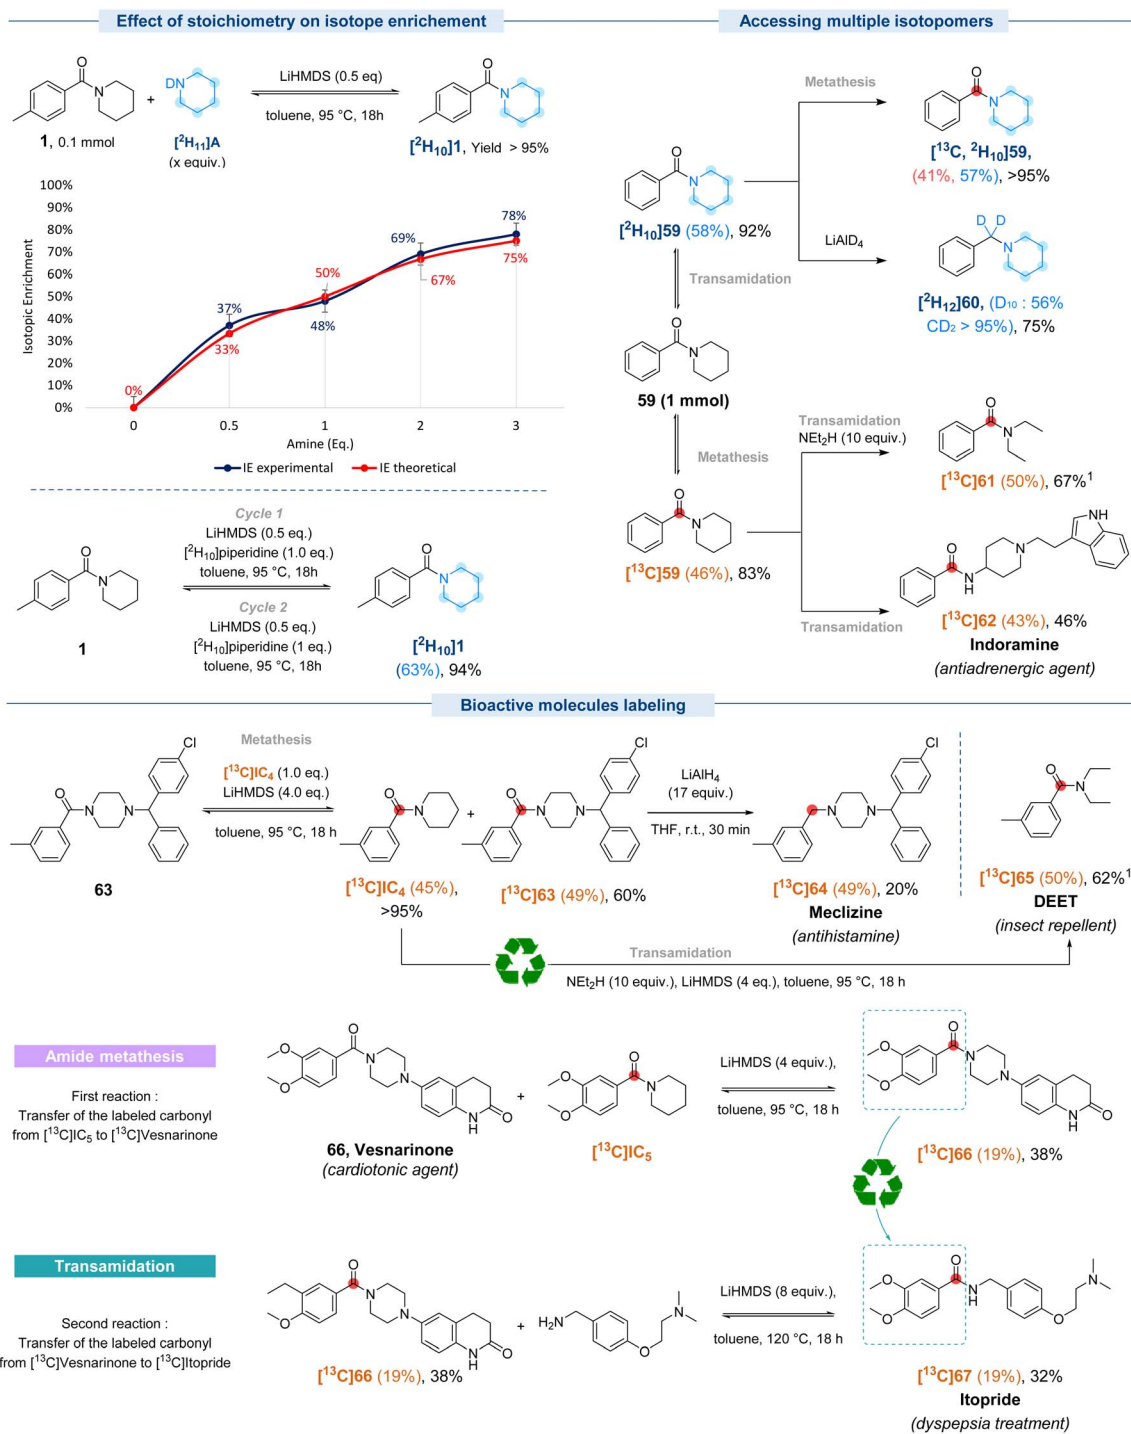 Effect of stoichiometry on isotope enrichment
O
N
1, 0.1 mmol
+
DN
[²H₁₁]A
(x equiv.)
LiHMDS (0.5 eq)
toluene, 95 °C, 18h
O
N
[²H₁₀]1, Yield > 95%
Isotopic Enrichment
100%
90%
80%
70%
60%
50%
40%
30%
20%
10%
0%
0%
37%
33%
50%
48%
69%
67%
78%
75%
0
0.5
1
2
3
Amine (Eq.)
IE experimental
IE theoretical
O
N
1
Cycle 1
LiHMDS (0.5 eq.)
[²H₁₀]piperidine (1.0 eq.)
toluene, 95 °C, 18h
Cycle 2
LiHMDS (0.5 eq.)
[²H₁₀]piperidine (1 eq.)
toluene, 95 °C, 18h
O
N
[²H₁₀]1
(63%), 94%
Accessing multiple isotopomers
O
N
[²H₁₀]59 (58%), 92%
Metathesis
O
N
[¹³C, ²H₁₀]59,
(41%, 57%), >95%
LiAlD₄
D D
N
[²H₁₂]60, (D₁₀ : 56%
CD₂ > 95%), 75%
Transamidation
O
N
59 (1 mmol)
Metathesis
O
N
[¹³C]59 (46%), 83%
Transamidation
NEt₂H (10 equiv.)
O
N
[¹³C]61 (50%), 67%¹
Transamidation
NH
N
O
N
H
[¹³C]62 (43%), 46%
Indoramine
(antiadrenergic agent)
Bioactive molecules labeling
Cl
O
N
N
63
Metathesis
[¹³C]IC₄ (1.0 eq.)
LiHMDS (4.0 eq.)
toluene, 95 °C, 18 h
O
N
[¹³C]IC₄ (45%),
>95%
+
Cl
O
N
N
[¹³C]63 (49%), 60%
LiAlH₄
(17 equiv.)
THF, r.t., 30 min
Cl
N
N
[¹³C]64 (49%), 20%
Meclizine
(antihistamine)
O
N
[¹³C]65 (50%), 62%¹
DEET
(insect repellent)
Transamidation
NEt₂H (10 equiv.), LiHMDS (4 eq.), toluene, 95 °C, 18 h
Amide metathesis
First reaction :
Transfer of the labeled carbonyl
from [¹³C]IC₅ to [¹³C]Vesnarinone
O
O
O
N
N
N
H
O
66, Vesnarinone
(cardiotonic agent)
+
O
O
O
N
[¹³C]IC₅
LiHMDS (4 equiv.),
toluene, 95 °C, 18 h
O
O
O
N
N
N
H
O
[¹³C]66 (19%), 38%
Transamidation
Second reaction :
Transfer of the labeled carbonyl
from [¹³C]Vesnarinone to [¹³C]Itopride
O
O
N
N
N
H
O
[¹³C]66 (19%), 38%
+
H₂N
O
N
LiHMDS (8 equiv.),
toluene, 120 °C, 18 h
O
O
O
N
H
O
N
[¹³C]67 (19%), 32%
Itopride
(dyspepsia treatment)